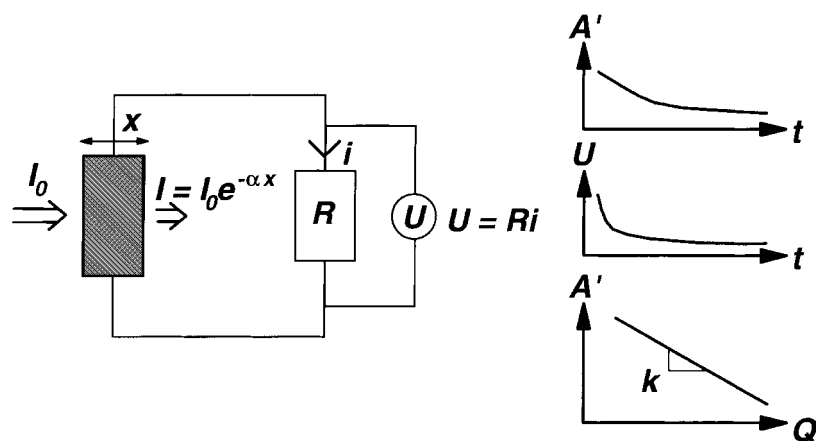 x
I₀
I = I₀e^(-αx)
i
R
U
U = Ri
A'
t
U
t
A'
k
Q